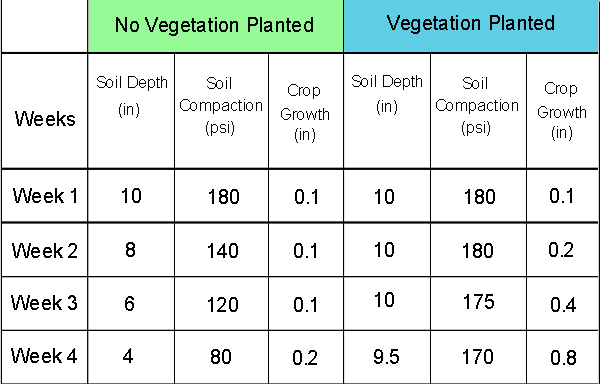 No Vegetation Planted Vegetation Planted
Weeks Soil Depth (in) Soil Compaction (psi) Crop Growth (in) Soil Depth (in) Soil Compaction (psi) Crop Growth (in)
Week 1 10 180 0.1 10 180 0.1
Week 2 8 140 0.1 10 180 0.2
Week 3 6 120 0.1 10 175 0.4
Week 4 4 80 0.2 9.5 170 0.8